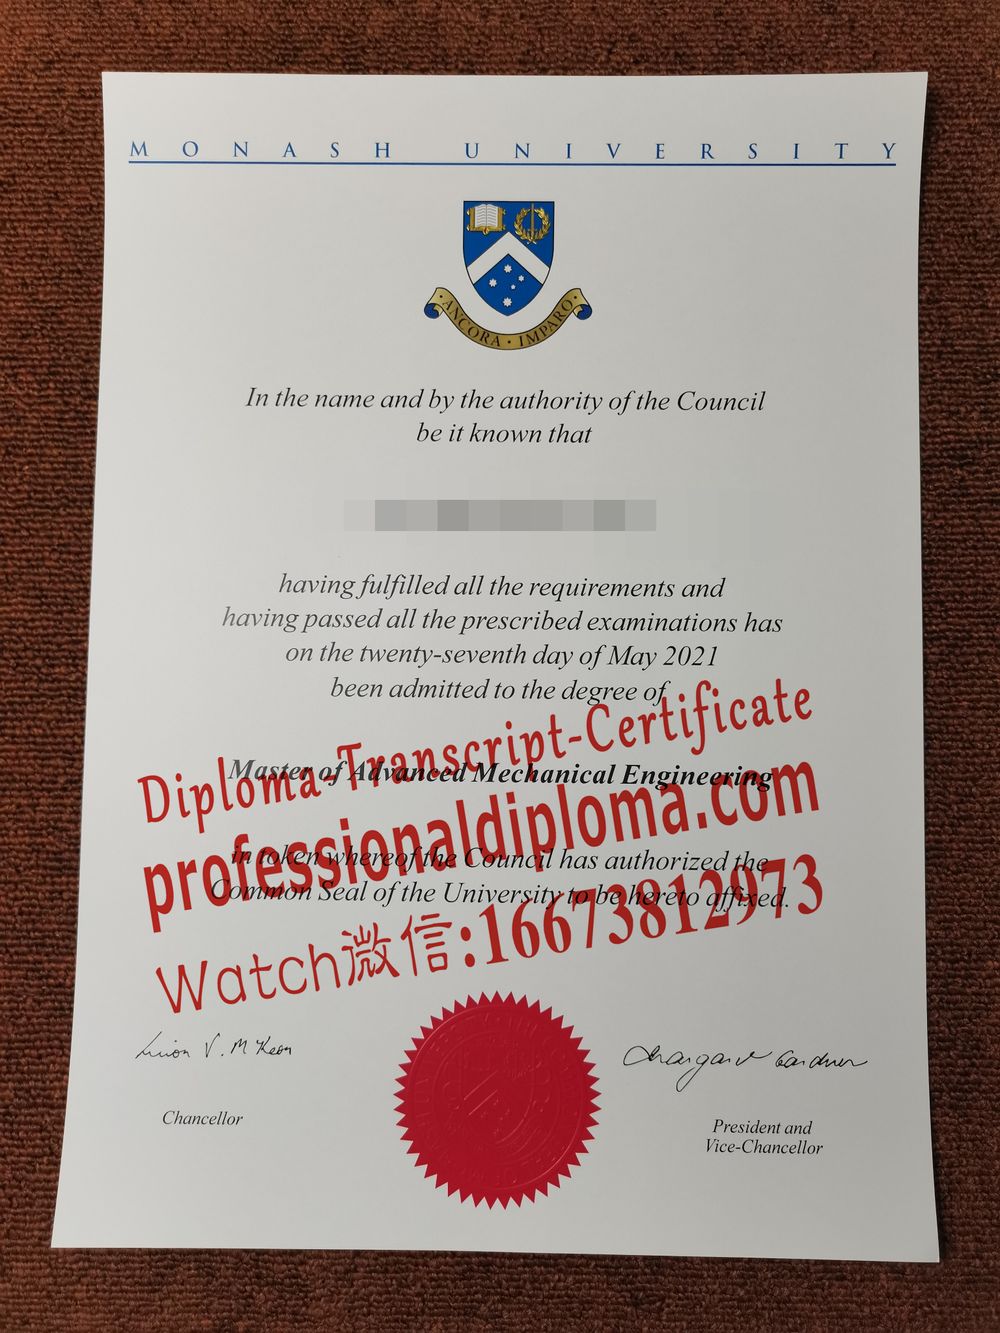 MONASH UNIVERSITY
ANCORA · IMPARO
In the name and by the authority of the Council
be it known that
having fulfilled all the requirements and
having passed all the prescribed examinations has
on the twenty-seventh day of May 2021
been admitted to the degree of
Diploma-Transcript-Certificate
Master of Advanced Mechanical Engineering
professionaldiploma.com
in token whereof the Council has authorized the
Common Seal of the University to be hereto affixed.
Watch微信:16673812973
Chancellor
President and
Vice-Chancellor